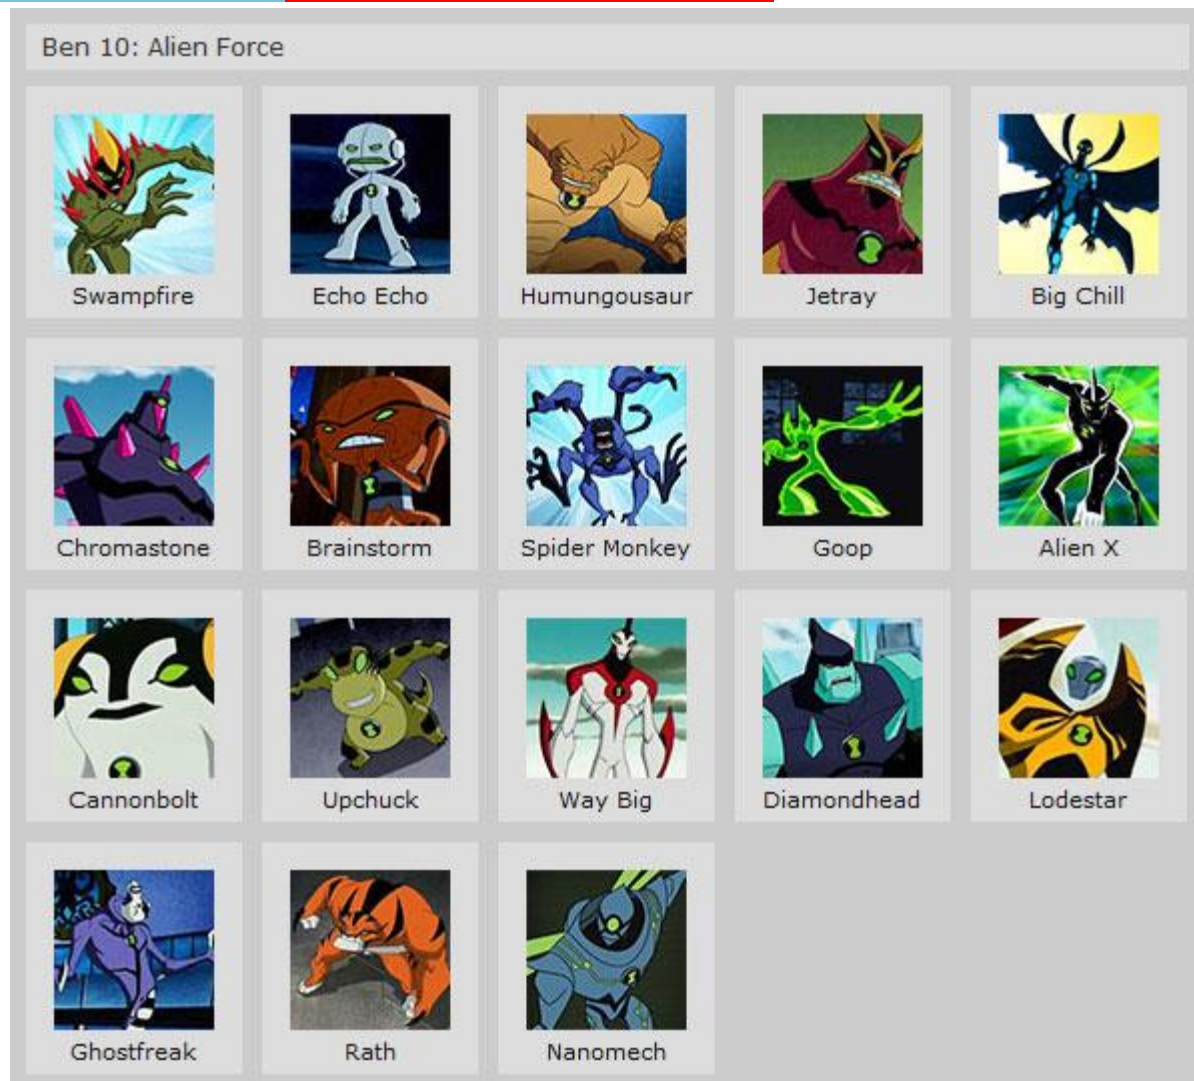 Ben 10: Alien Force
Swampfire
Echo Echo
Humungousaur
Jetray
Big Chill
Chromastone
Brainstorm
Spider Monkey
Goop
Alien X
Cannonbolt
Upchuck
Way Big
Diamondhead
Lodestar
Ghostfreak
Rath
Nanomech